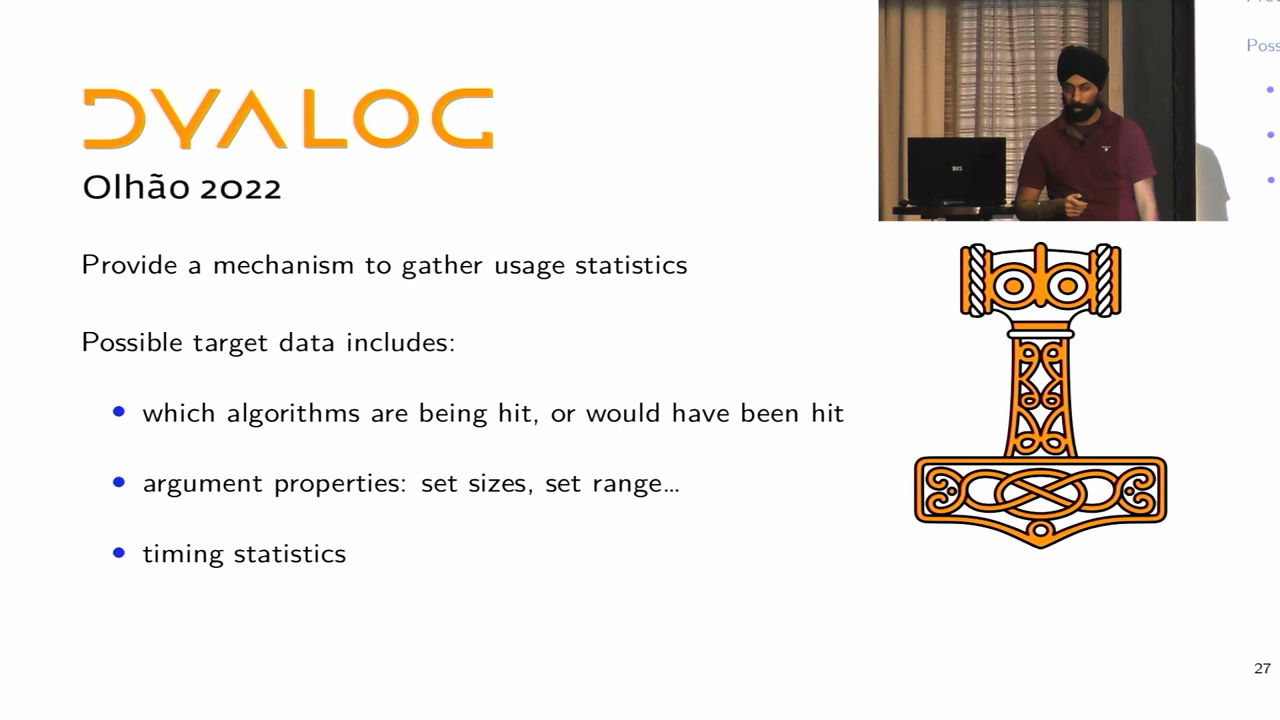 DYALOG
Olhão 2022
Provide a mechanism to gather usage statistics
Possible target data includes:
• which algorithms are being hit, or would have been hit
• argument properties: set sizes, set range…
• timing statistics
Poss
27